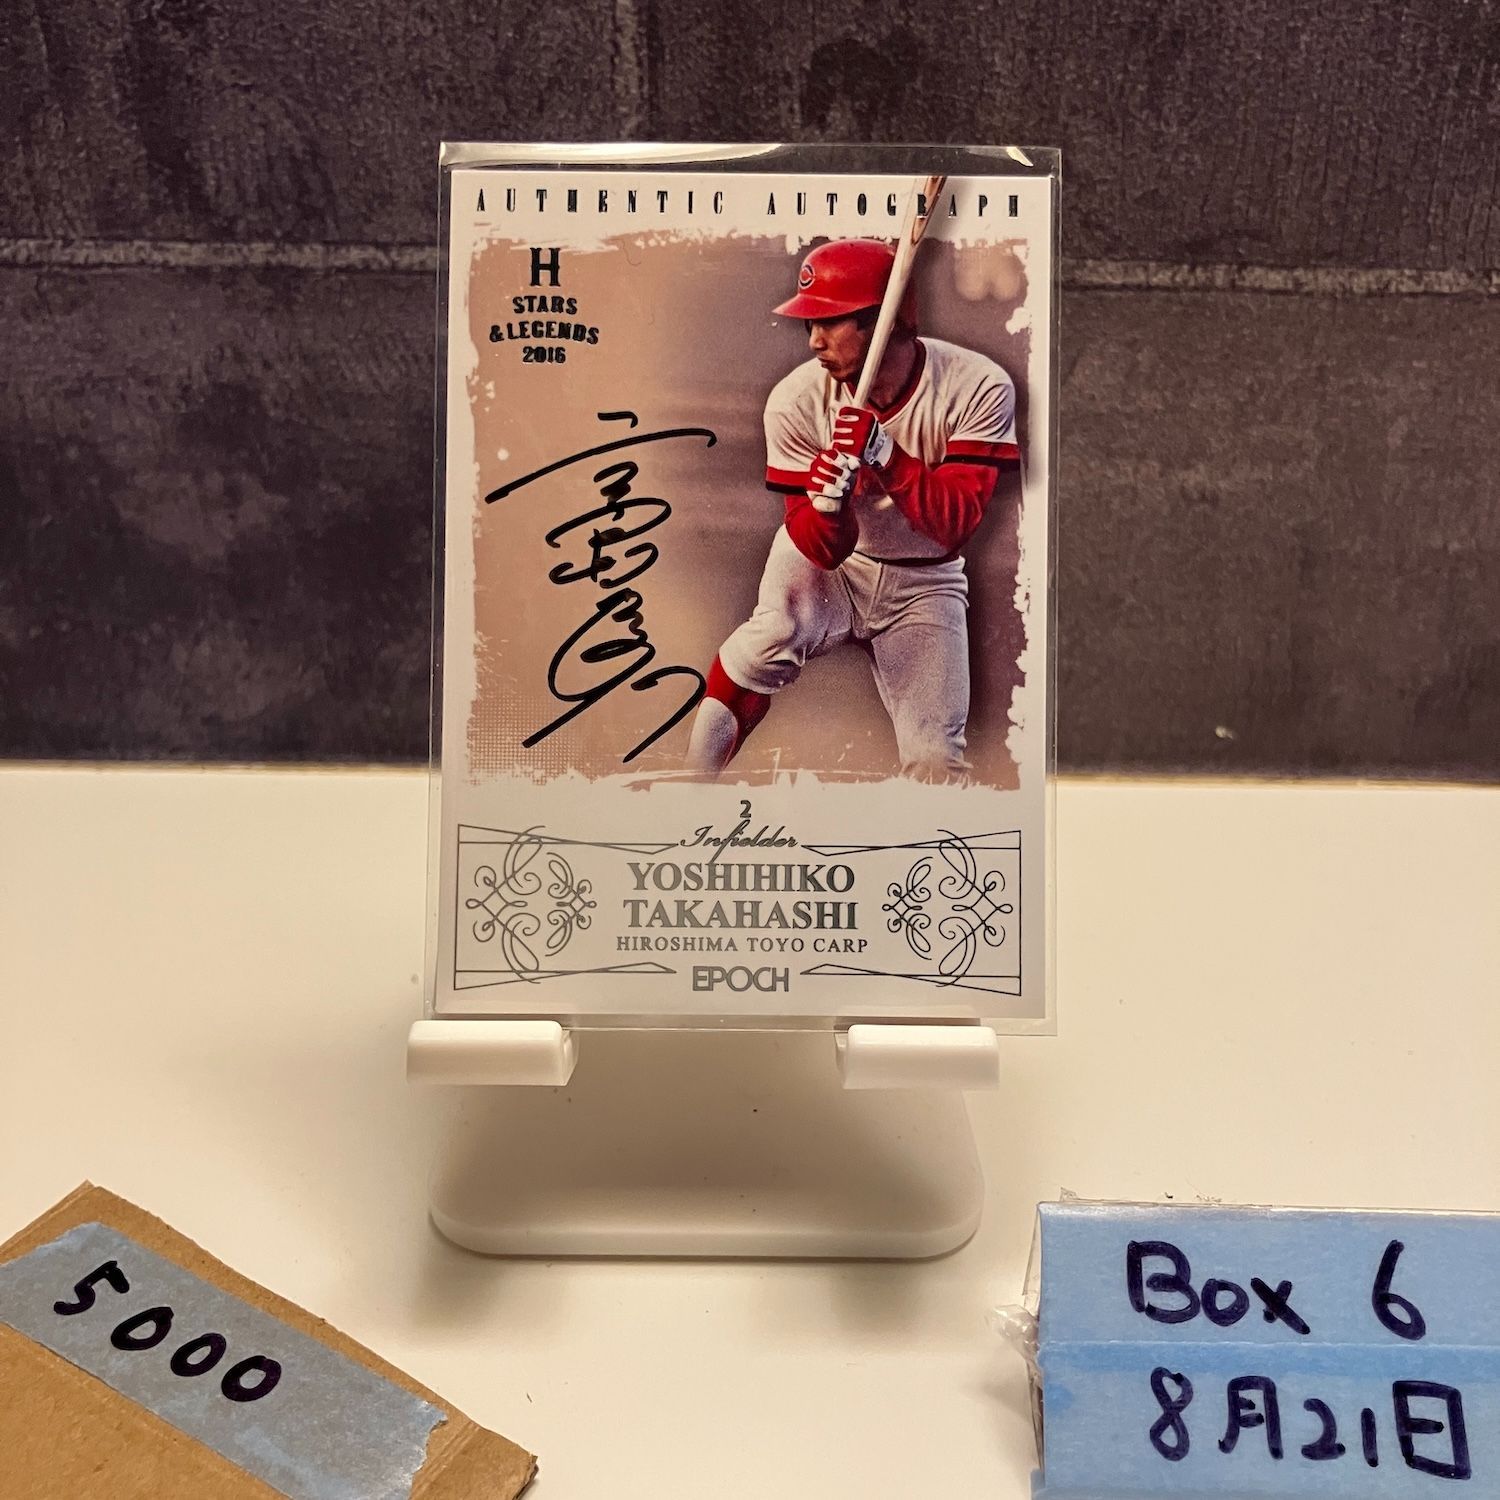 AUTHENTIC AUTOGRAPH
H
STARS
& LEGENDS
2016
C
2
Infielder
YOSHIHIKO
TAKAHASHI
HIROSHIMA TOYO CARP
EPOCH
5000
Box 6
8月21日